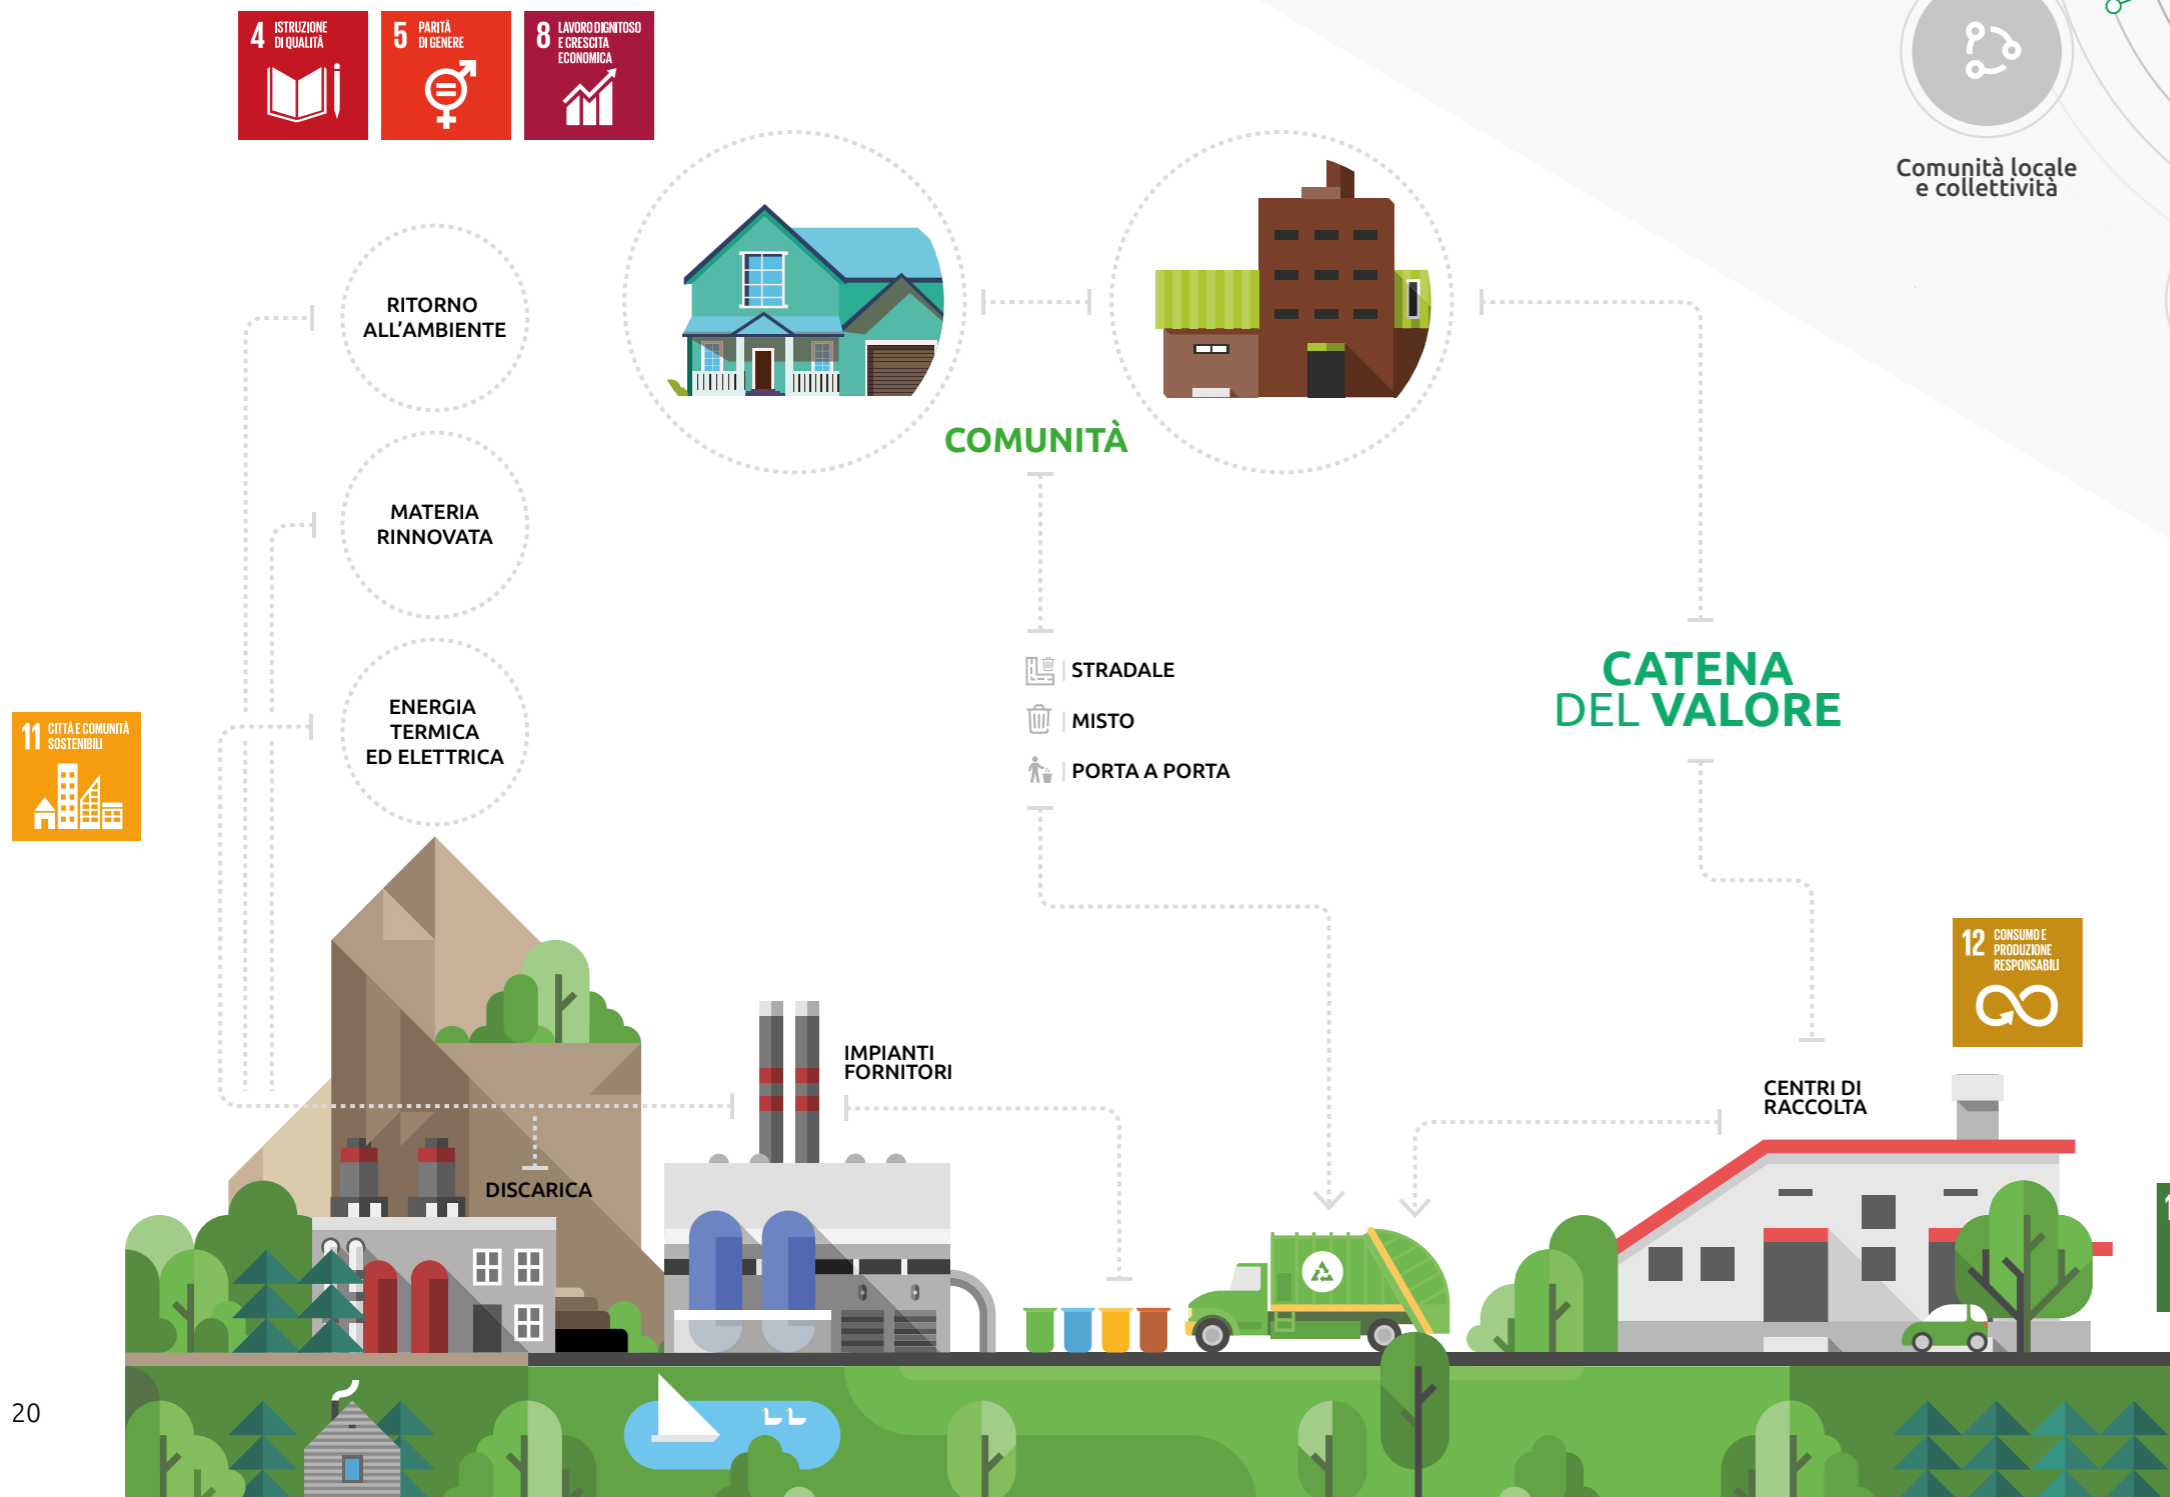 4 ISTRUZIONE
DI QUALITÀ
5 PARITÀ
DI GENERE
8 LAVORO DIGNITOSO
E CRESCITA
ECONOMICA
Comunità locale
e collettività
RITORNO
ALL'AMBIENTE
COMUNITÀ
MATERIA
RINNOVATA
STRADALE
MISTO
PORTA A PORTA
CATENA
DEL VALORE
ENERGIA
TERMICA
ED ELETTRICA
11 CITTÀ E COMUNITÀ
SOSTENIBILI
12 CONSUMO E
PRODUZIONE
RESPONSABILI
IMPIANTI
FORNITORI
CENTRI DI
RACCOLTA
DISCARICA
20